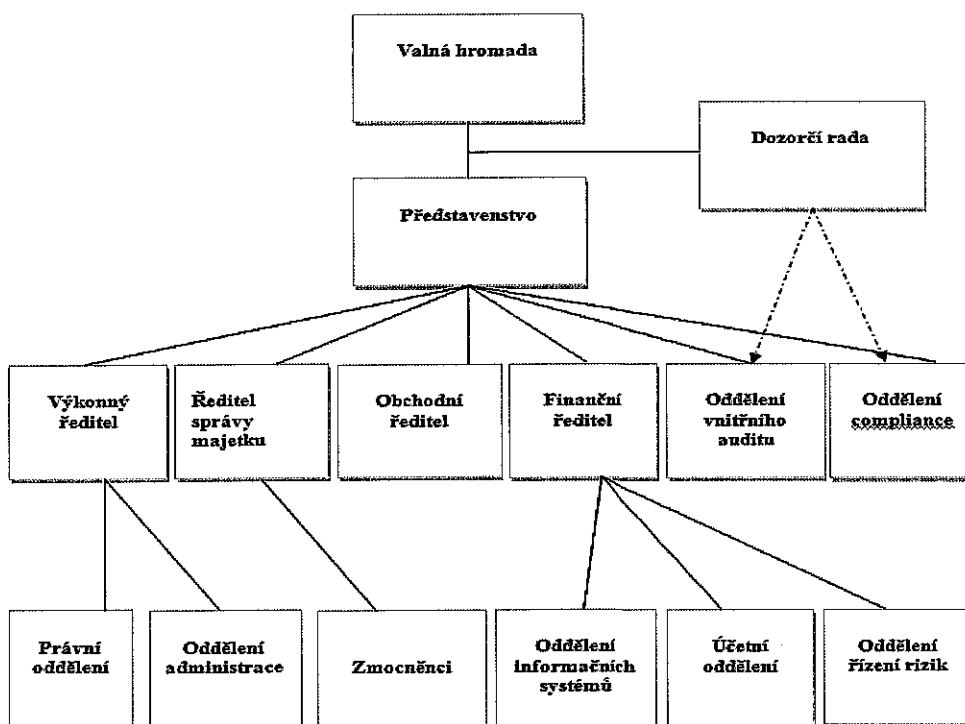 Valná hromada
Dozorčí rada
Představenstvo
Výkonný
ředitel
Ředitel
správy
majetku
Obchodní
ředitel
Finanční
ředitel
Oddělení
vnitřního
auditu
Oddělení
compliance
Právní
oddělení
Oddělení
administrace
Zmocněnci
Oddělení
informačních
systémů
Účetní
oddělení
Oddělení
řízení rizik